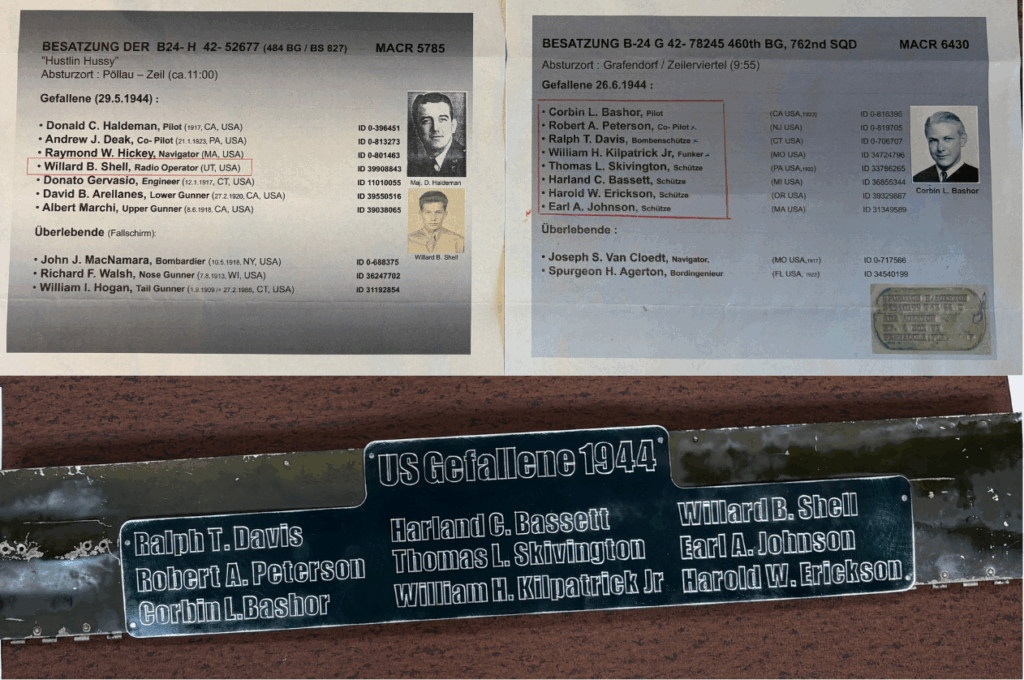 BESATZUNG DER B24- H 42- 52677 (484 BG / BS 827) MACR 5785
"Hustlin Hussy"
Absturzort : Pöllau – Zeil (ca.11:00)
Gefallene (29.5.1944) :
• Donald C. Haldeman, Pilot (1917, CA, USA) ID 0-396451
• Andrew J. Deak, Co- Pilot (21.1.1923, PA, USA) ID 0-813273
• Raymond W. Hickey, Navigator (MA, USA) ID 0-801463
• Willard B. Shell, Radio Operator (UT, USA) ID 39908843
• Donato Gervasio, Engineer (12.1.1917, CT, USA) ID 11010055
• David B. Arellanes, Lower Gunner (27.2.1920, CA, USA) ID 39550516
• Albert Marchi, Upper Gunner (8.6.1918, CA, USA) ID 39038065
Maj. D. Haldeman
Willard B. Shell
Überlebende (Fallschirm):
• John J. MacNamara, Bombardier (10.5.1916, NY, USA) ID 0-688375
• Richard F. Walsh, Nose Gunner (7.8.1913, WI, USA) ID 36247702
• William I. Hogan, Tail Gunner (1.9.1909 /+ 27.2.1988, CT, USA) ID 31192854
BESATZUNG B-24 G 42- 78245 460th BG, 762nd SQD MACR 6430
Absturzort : Grafendorf / Zeilerviertel (9:55)
Gefallene 26.6.1944 :
• Corbin L. Bashor, Pilot (CA USA,1920) ID 0-816395
• Robert A. Peterson, Co- Pilot (NJ USA) ID 0-819705
• Ralph T. Davis, Bombenschütze (CT USA) ID 0-706707
• William H. Kilpatrick Jr, Funker (MO USA) ID 34724796
• Thomas L. Skivington, Schütze (PA USA,1922) ID 33786265
• Harland C. Bassett, Schütze (MI USA) ID 36855344
• Harold W. Erickson, Schütze (OR USA) ID 39329867
• Earl A. Johnson, Schütze (MA USA) ID 31349589
Corbin L. Bashor
Überlebende :
• Joseph S. Van Cloedt, Navigator, (MO USA,1917) ID 0-717566
• Spurgeon H. Agerton, Bordingenieur (FL USA, 1922) ID 34540199
US Gefallene 1944
Ralph T. Davis
Robert A. Peterson
Corbin L.Bashor
Harland C. Bassett
Thomas L. Skivington
William H. Kilpatrick Jr
Willard B. Shell
Earl A. Johnson
Harold W. Erickson